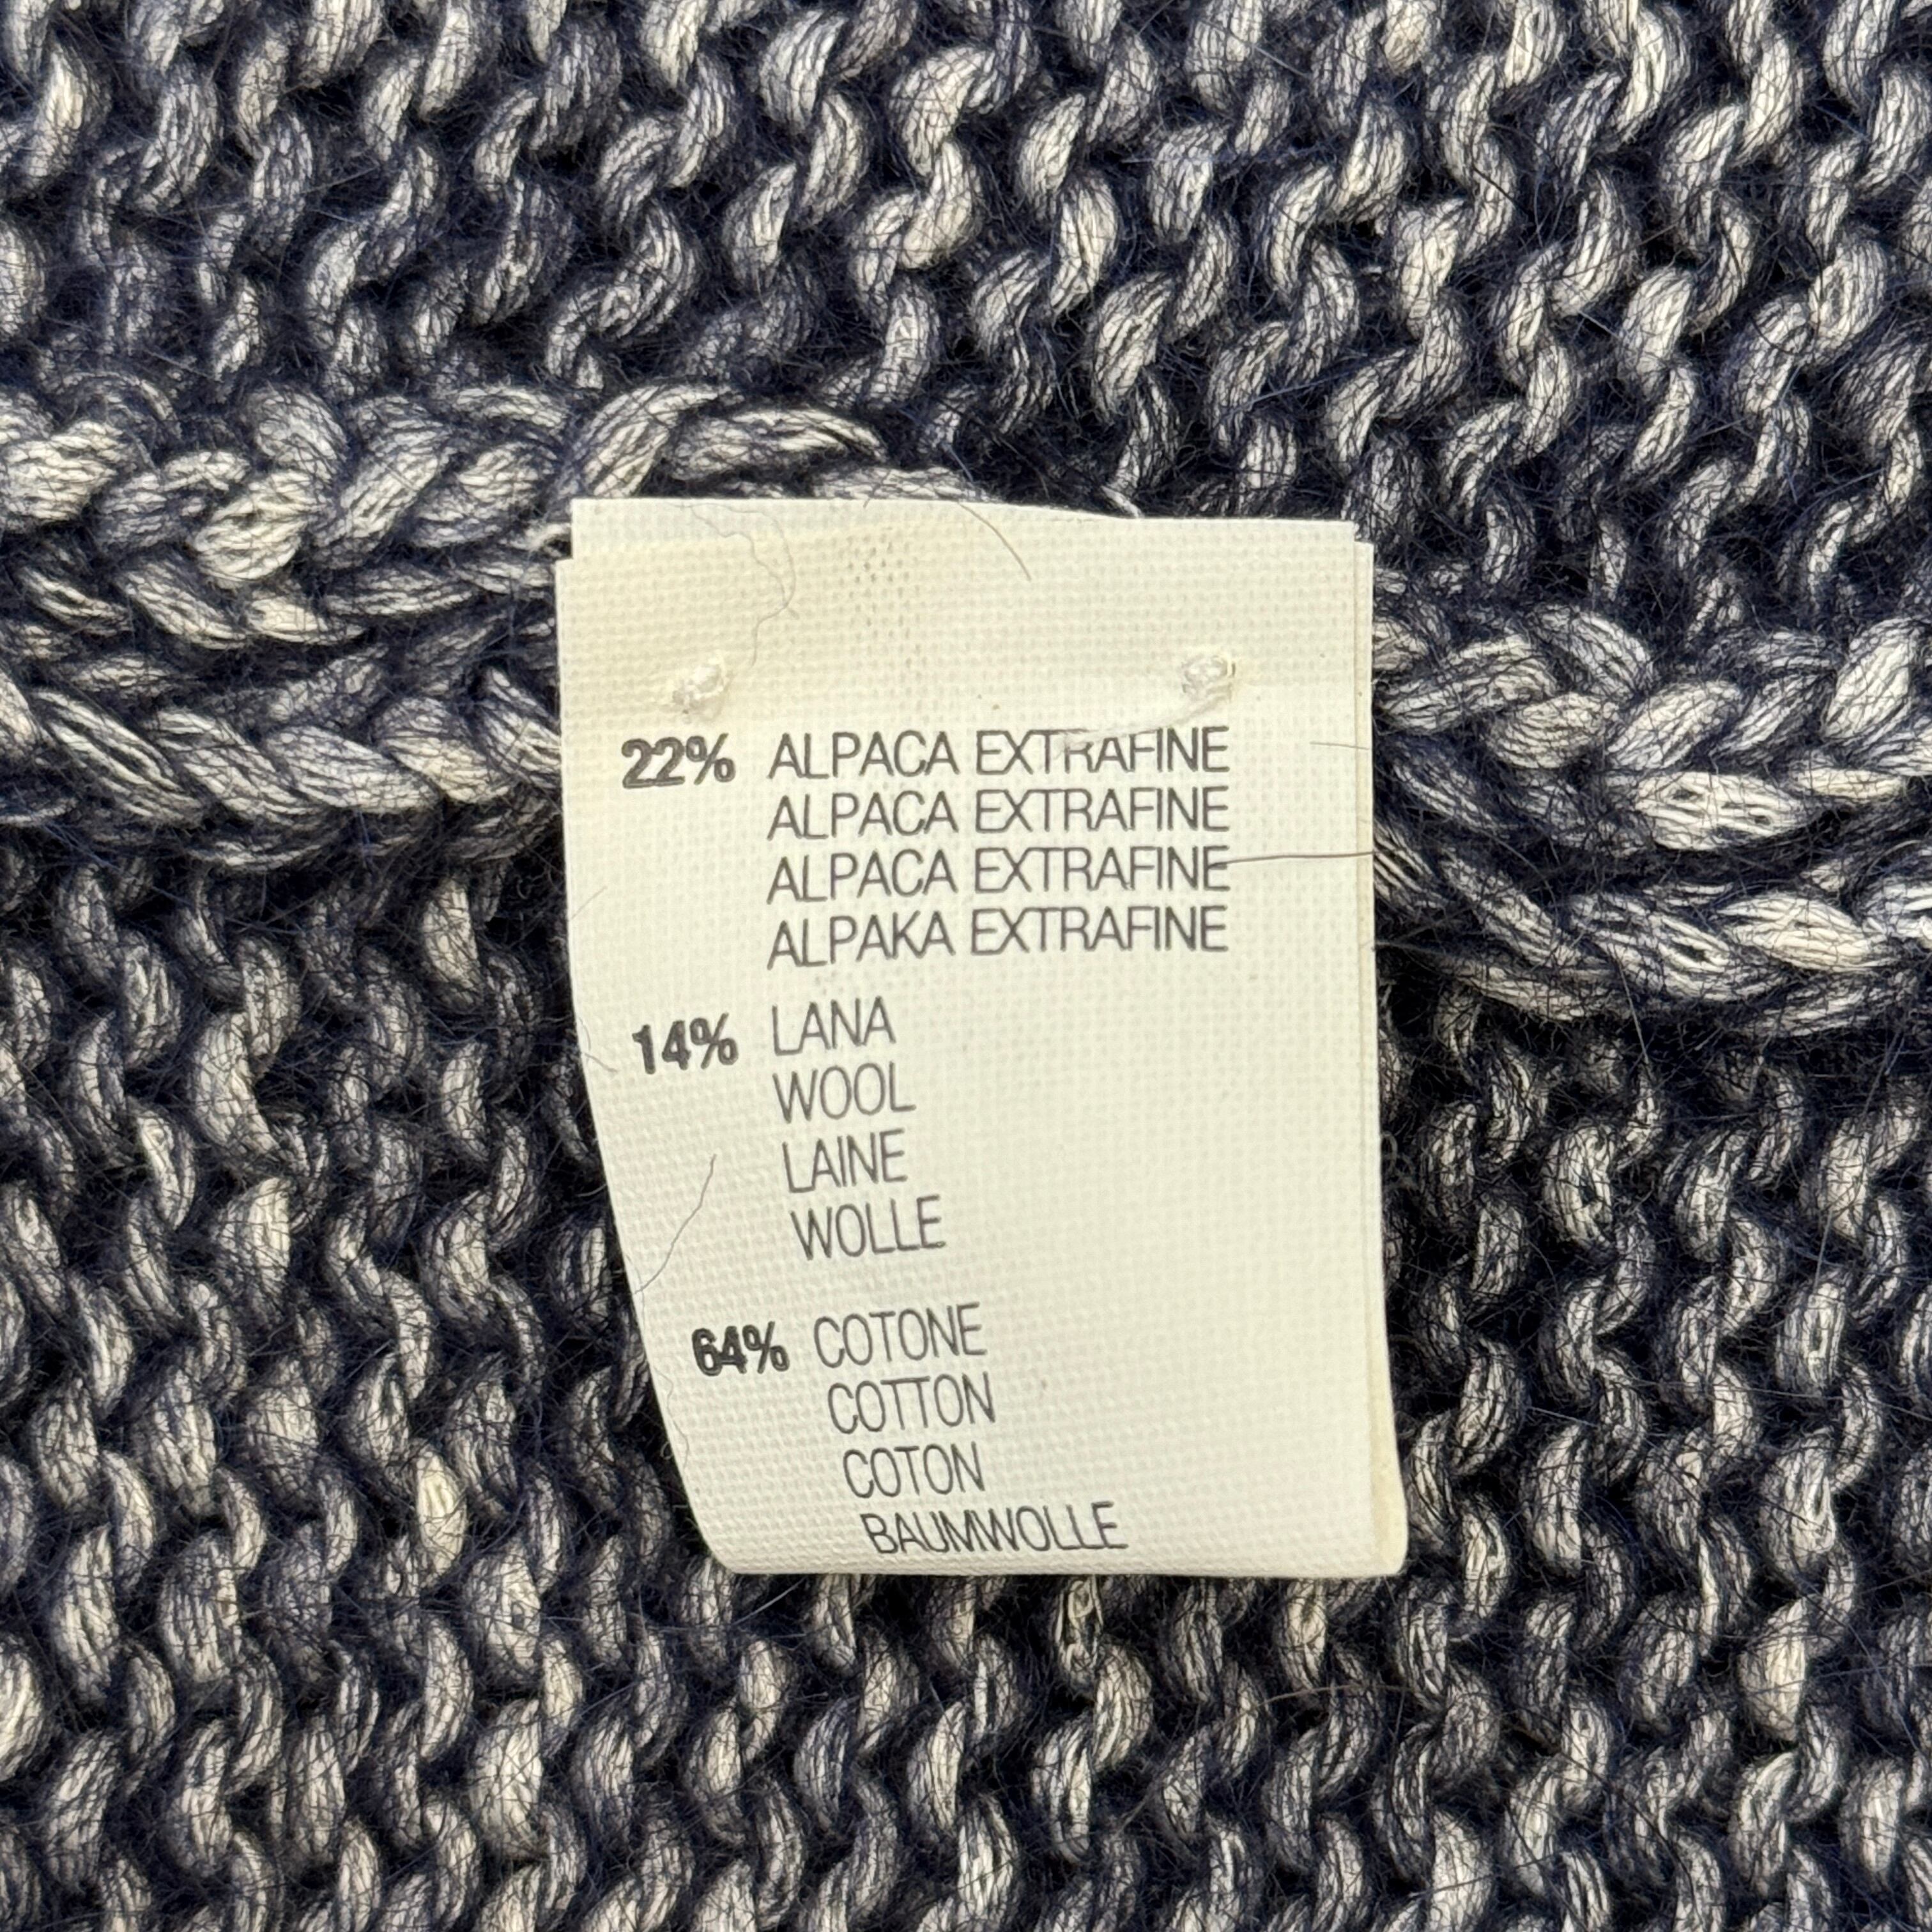 22% ALPACA EXTRAFINE
ALPACA EXTRAFINE
ALPACA EXTRAFINE
ALPAKA EXTRAFINE
14% LANA
WOOL
LAINE
WOLLE
64% COTONE
COTTON
COTON
BAUMWOLLE